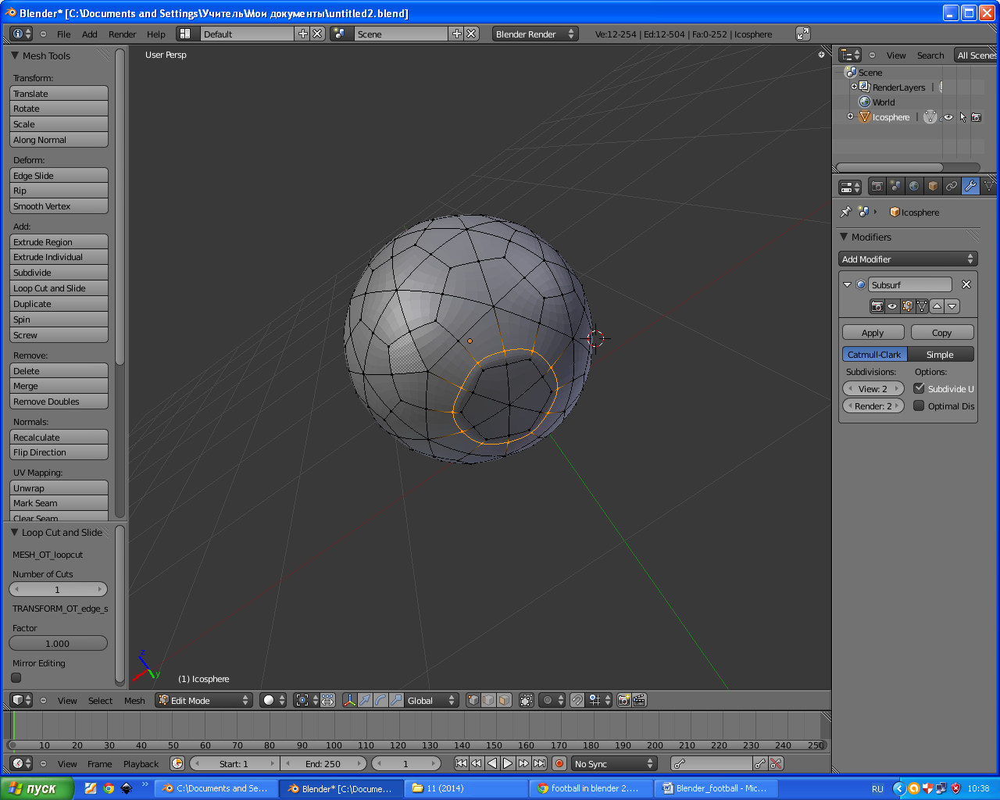 Blender* [C:\Documents and Settings\Учитель\Мои документы\untitled2.blend]
File Add Render Help Default Scene Blender Render Ve:12-254 | Ed:12-504 | Fa:0-252 | Icosphere
Mesh Tools
Transform:
Translate
Rotate
Scale
Along Normal
Deform:
Edge Slide
Rip
Smooth Vertex
Add:
Extrude Region
Extrude Individual
Subdivide
Loop Cut and Slide
Duplicate
Spin
Screw
Remove:
Delete
Merge
Remove Doubles
Normals:
Recalculate
Flip Direction
UV Mapping:
Unwrap
Mark Seam
Clear Seam
Loop Cut and Slide
MESH_OT_loopcut
Number of Cuts
1
TRANSFORM_OT_edge_s
Factor
1.000
Mirror Editing
User Persp
z
y
(1) Icosphere
View Search All Scenes
Scene
RenderLayers |
World
Icosphere |
Icosphere
Modifiers
Add Modifier
Subsurf
Apply Copy
Catmull-Clark Simple
Subdivisions: Options:
View: 2 Subdivide U
Render: 2 Optimal Dis
View Select Mesh Edit Mode Global
10 20 30 40 50 60 70 80 90 100 110 120 130 140 150 160 170 180 190 200 210 220 230 240 250
View Frame Playback Start: 1 End: 250 1 No Sync
пуск C:\Documents and Se... Blender* [C:\Docume... 11 (2014) football in blender 2.... Blender_football - Mic... RU 10:38